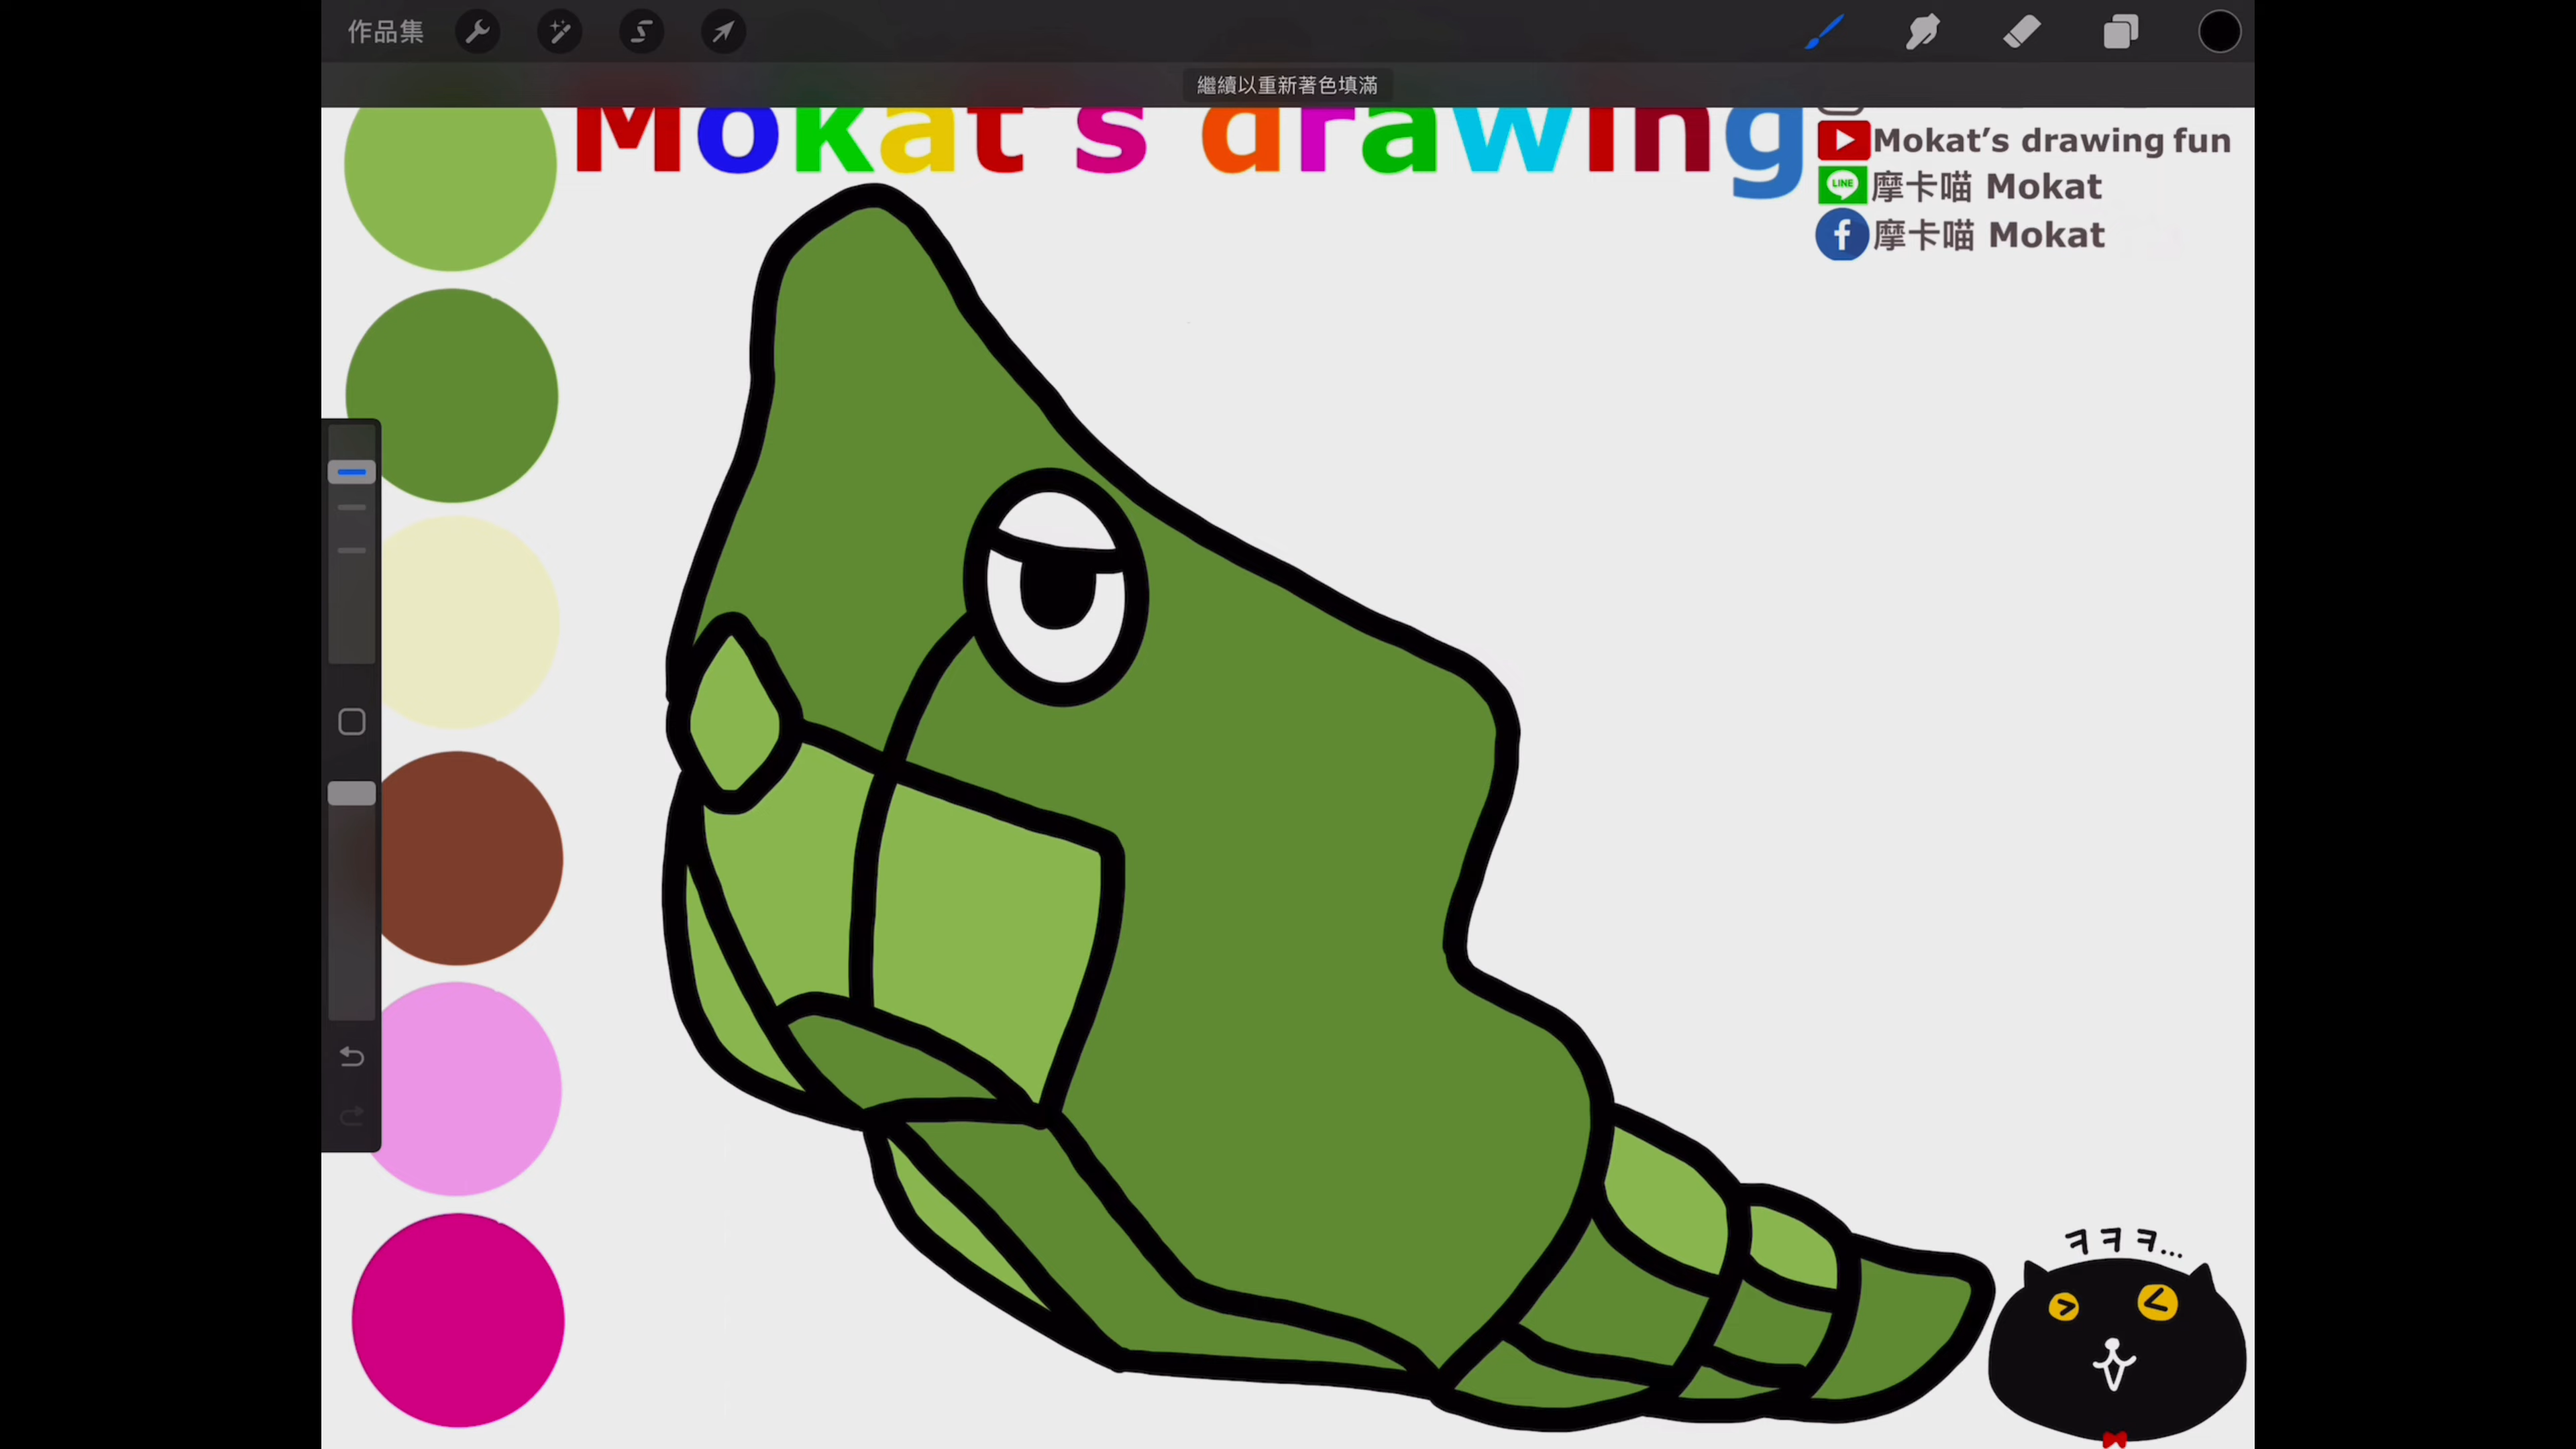 作品集
繼續以重新著色填滿
Mokat's drawing
Mokat’s drawing fun
LINE
摩卡喵 Mokat
摩卡喵 Mokat
ㅋㅋㅋ...